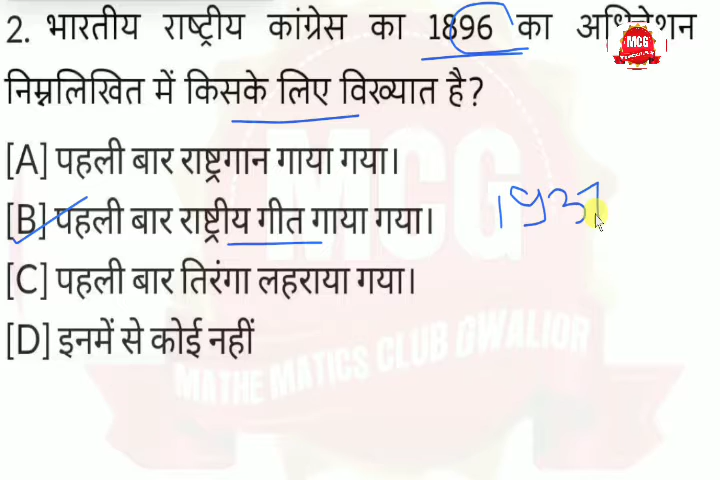 2. भारतीय राष्ट्रीय कांग्रेस का 1896 का अधिवेशन
MCG
निम्नलिखित में किसके लिए विख्यात है?
[A] पहली बार राष्ट्रगान गाया गया।
[B] पहली बार राष्ट्रीय गीत गाया गया।
1937
[C] पहली बार तिरंगा लहराया गया।
[D] इनमें से कोई नहीं
MCG
MATHEMATICS CLUB GWALIOR